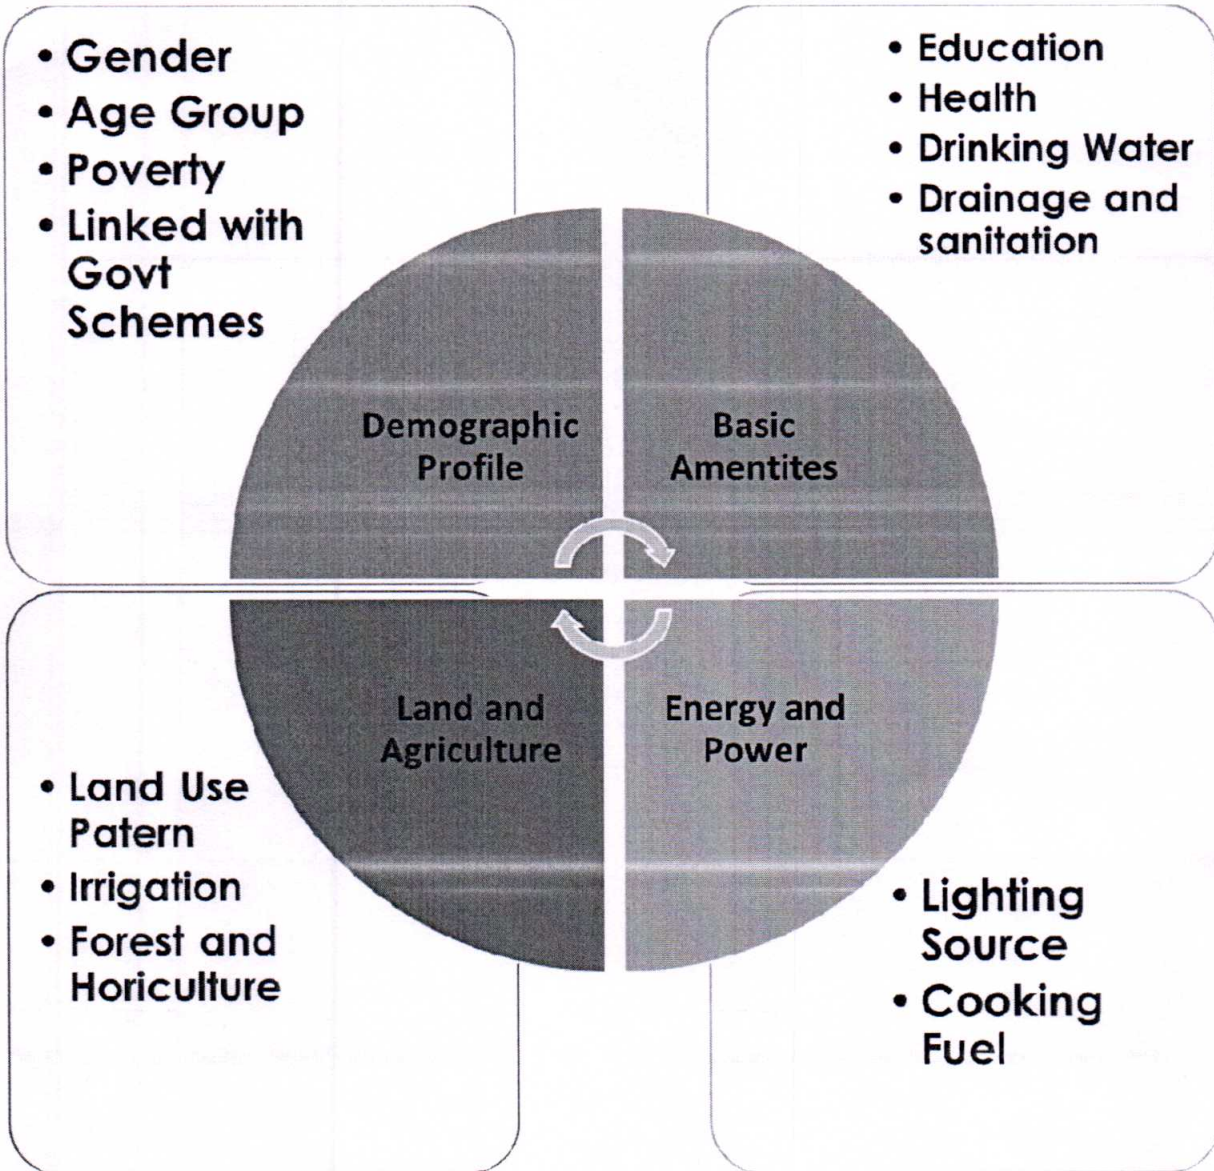 • Gender
• Age Group
• Poverty
• Linked with
Govt
Schemes
• Education
• Health
• Drinking Water
• Drainage and
sanitation
Demographic
Profile
Basic
Amentites
Land and
Agriculture
Energy and
Power
• Land Use
Patern
• Irrigation
• Forest and
Horiculture
• Lighting
Source
• Cooking
Fuel